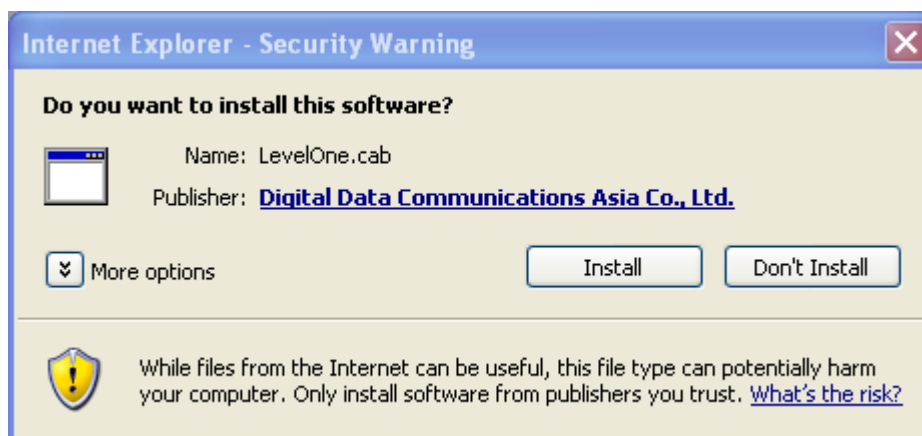 Internet Explorer - Security Warning
Do you want to install this software?
Name: LevelOne.cab
Publisher: Digital Data Communications Asia Co., Ltd.
More options
Install
Don't Install
While files from the Internet can be useful, this file type can potentially harm
your computer. Only install software from publishers you trust. What's the risk?